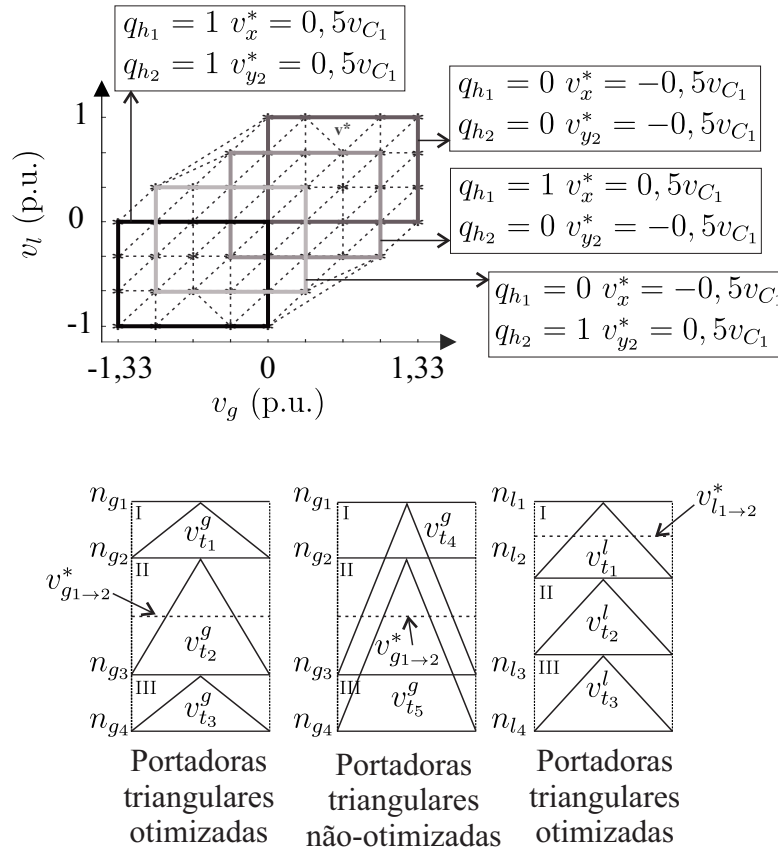 q_{h_1} = 1 v_x^* = 0, 5v_{C_1}
q_{h_2} = 1 v_{y_2}^* = 0, 5v_{C_1}
q_{h_1} = 0 v_x^* = −0, 5v_{C_1}
q_{h_2} = 0 v_{y_2}^* = −0, 5v_{C_1}
q_{h_1} = 1 v_x^* = 0, 5v_{C_1}
q_{h_2} = 0 v_{y_2}^* = −0, 5v_{C_1}
q_{h_1} = 0 v_x^* = −0, 5v_{C_1}
q_{h_2} = 1 v_{y_2}^* = 0, 5v_{C_1}
v*
1
0
-1
v_l (p.u.)
-1,33 0 1,33
v_g (p.u.)
n_{g_1}
n_{g_2}
n_{g_3}
n_{g_4}
I
II
III
v_{t_1}^g
v_{t_2}^g
v_{t_3}^g
v_{g_{1→2}}^*
Portadoras
triangulares
otimizadas
n_{g_1}
n_{g_2}
n_{g_3}
n_{g_4}
I
II
III
v_{t_4}^g
v_{g_{1→2}}^*
v_{t_5}^g
Portadoras
triangulares
não-otimizadas
n_{l_1}
n_{l_2}
n_{l_3}
n_{l_4}
I
II
III
v_{l_{1→2}}^*
v_{t_1}^l
v_{t_2}^l
v_{t_3}^l
Portadoras
triangulares
otimizadas